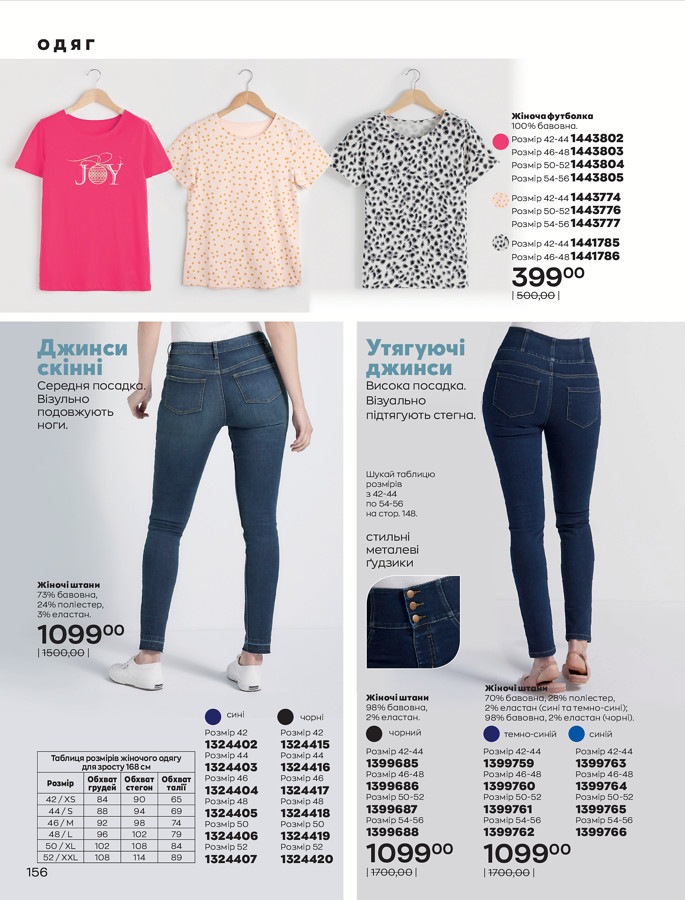 ОДЯГ
JOY
Жіноча футболка
100% бавовна.
Розмір 42-44 1443802
Розмір 46-48 1443803
Розмір 50-52 1443804
Розмір 54-56 1443805
Розмір 42-44 1443774
Розмір 50-52 1443776
Розмір 54-56 1443777
Розмір 42-44 1441785
Розмір 46-48 1441786
399⁰⁰
| 500,00 |
Джинси
скінні
Середня посадка.
Візульно
подовжують
ноги.
Жіночі штани
73% бавовна,
24% поліестер,
3% еластан.
1099⁰⁰
| 1500,00 |
сині
Розмір 42
1324402
Розмір 44
1324403
Розмір 46
1324404
Розмір 48
1324405
Розмір 50
1324406
Розмір 52
1324407
чорні
Розмір 42
1324415
Розмір 44
1324416
Розмір 46
1324417
Розмір 48
1324418
Розмір 50
1324419
Розмір 52
1324420
Таблиця розмірів жіночого одягу
для зросту 168 см
Розмір Обхват грудей Обхват стегон Обхват талії
42 / XS 84 90 65
44 / S 88 94 69
46 / M 92 98 74
48 / L 96 102 79
50 / XL 102 108 84
52 / XXL 108 114 89
156
Утягуючі
джинси
Висока посадка.
Візуально
підтягують стегна.
Шукай таблицю
розмірів
з 42-44
по 54-56
на стор. 148.
стильні
металеві
ґудзики
Жіночі штани
98% бавовна,
2% еластан.
чорний
Розмір 42-44
1399685
Розмір 46-48
1399686
Розмір 50-52
1399687
Розмір 54-56
1399688
1099⁰⁰
| 1700,00 |
Жіночі штани
70% бавовна, 28% поліестер,
2% еластан (сині та темно-сині);
98% бавовна, 2% еластан (чорні).
темно-синій
Розмір 42-44
1399759
Розмір 46-48
1399760
Розмір 50-52
1399761
Розмір 54-56
1399762
синій
Розмір 42-44
1399763
Розмір 46-48
1399764
Розмір 50-52
1399765
Розмір 54-56
1399766
1099⁰⁰
| 1700,00 |